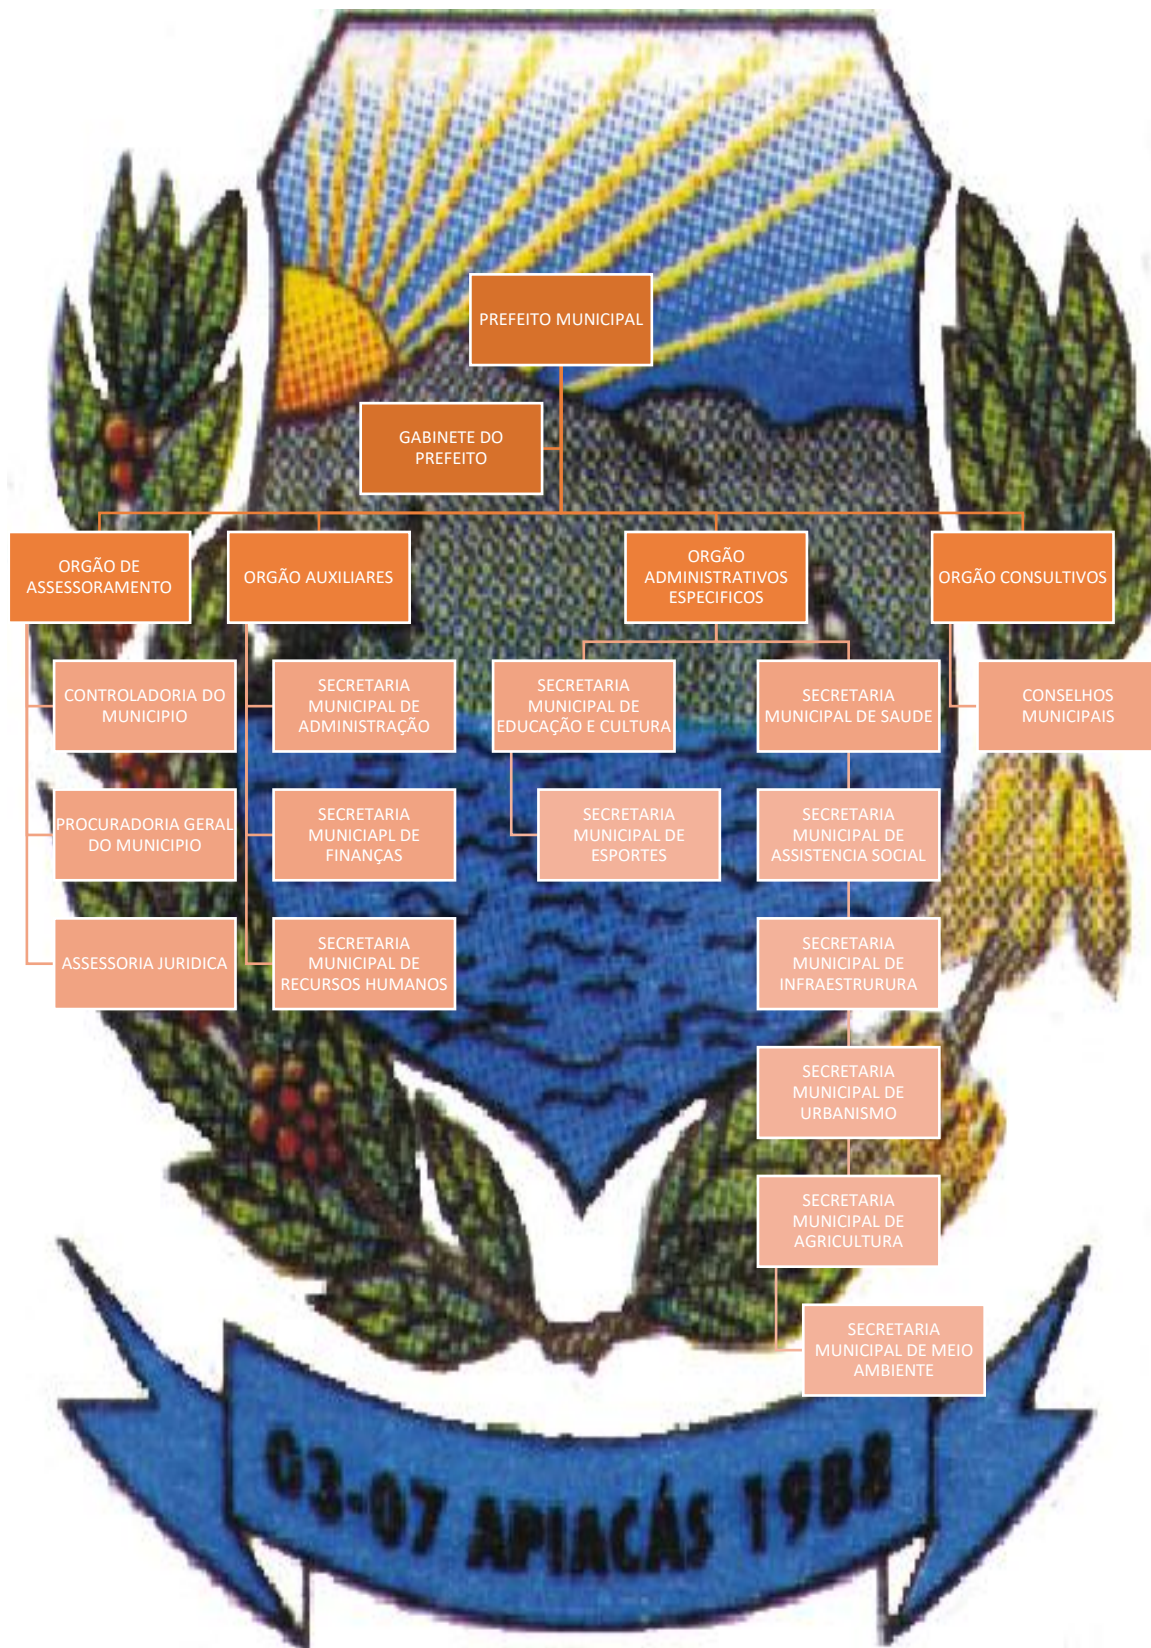 PREFEITO MUNICIPAL
GABINETE DO
PREFEITO
ORGÃO DE
ASSESSORAMENTO
ORGÃO AUXILIARES
ORGÃO
ADMINISTRATIVOS
ESPECIFICOS
ORGÃO CONSULTIVOS
CONTROLADORIA DO
MUNICIPIO
PROCURADORIA GERAL
DO MUNICIPIO
ASSESSORIA JURIDICA
SECRETARIA
MUNICIPAL DE
ADMINISTRAÇÃO
SECRETARIA
MUNICIAPL DE
FINANÇAS
SECRETARIA
MUNICIPAL DE
RECURSOS HUMANOS
SECRETARIA
MUNICIPAL DE
EDUCAÇÃO E CULTURA
SECRETARIA
MUNICIPAL DE
ESPORTES
SECRETARIA
MUNICIPAL DE SAUDE
SECRETARIA
MUNICIPAL DE
ASSISTENCIA SOCIAL
SECRETARIA
MUNICIPAL DE
INFRAESTRURURA
SECRETARIA
MUNICIPAL DE
URBANISMO
SECRETARIA
MUNICIPAL DE
AGRICULTURA
SECRETARIA
MUNICIPAL DE MEIO
AMBIENTE
CONSELHOS
MUNICIPAIS
03-07 APIACÁS 1988